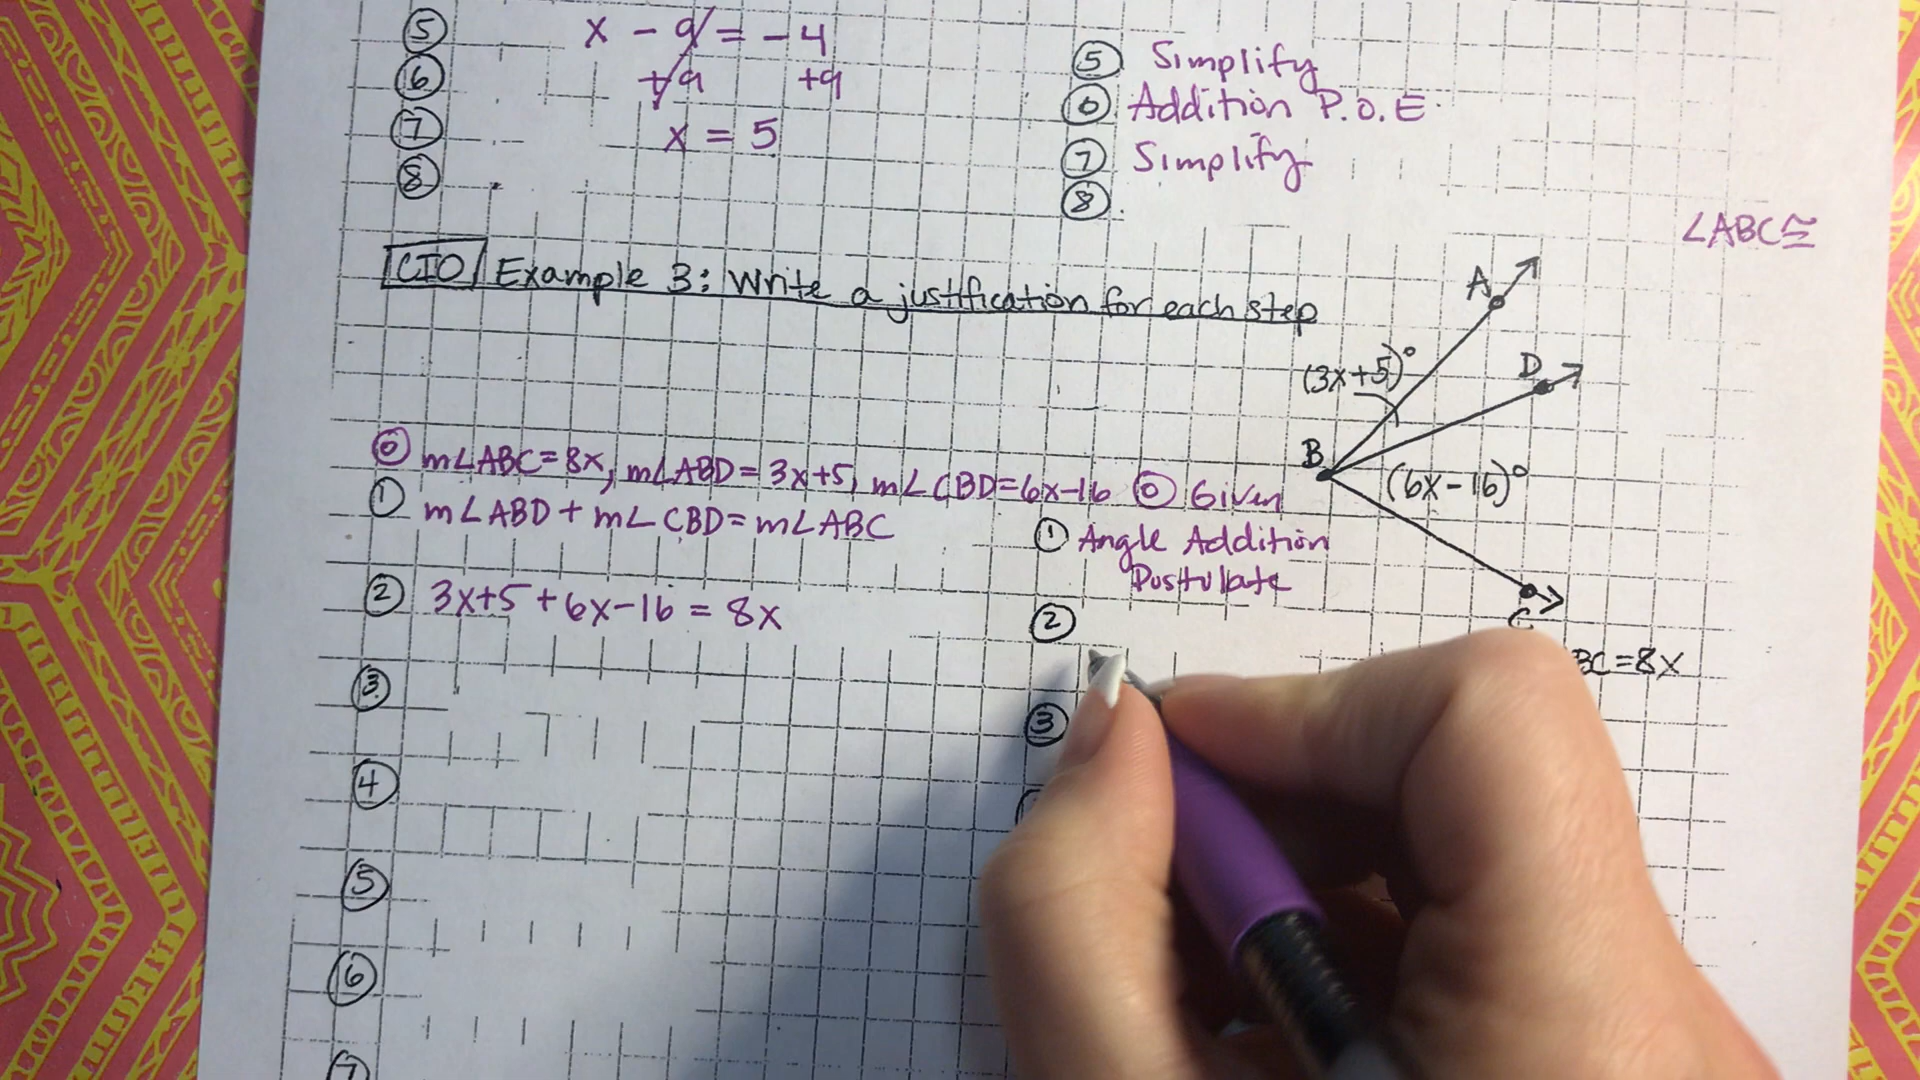 5 x - 9 = -4
6 +9 +9
7 x = 5
8
5 Simplify
6 Addition P.O.E.
7 Simplify
8
∠ABC≅
CIO Example 3: Write a justification for each step
A
D
(3x+5)°
B
(6x-16)°
C
BC=8x
0 m∠ABC=8x, m∠ABD=3x+5, m∠CBD=6x-16 0 Given
1 m∠ABD + m∠CBD=m∠ABC
1 Angle Addition
Postulate
2 3x+5+6x-16 = 8x
2
3
3
4
5
6
7